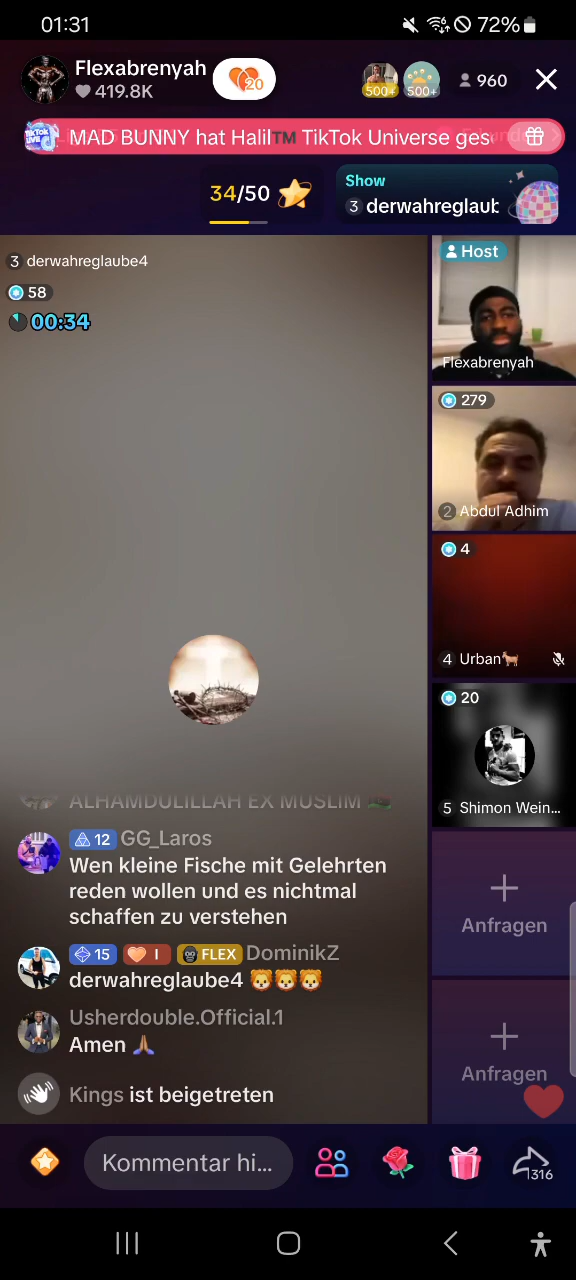 01:31
72%
Flexabrenyah
419.8K
20
500+
500+
960
MAD BUNNY hat Halil™️ TikTok Universe ges
34/50
Show
3 derwahreglaub
3 derwahreglaube4
58
00:34
Host
Flexabrenyah
279
2 Abdul Adhim
4
4 Urban🐐
20
5 Shimon Wein...
Anfragen
Anfragen
ALHAMDULILLAH EX MUSLIM
12 GG_Laros
Wen kleine Fische mit Gelehrten
reden wollen und es nichtmal
schaffen zu verstehen
15 I FLEX DominikZ
derwahreglaube4 🐯🐯🐯
Usherdouble.Official.1
Amen 🙏🏾
Kings ist beigetreten
Kommentar hi...
316